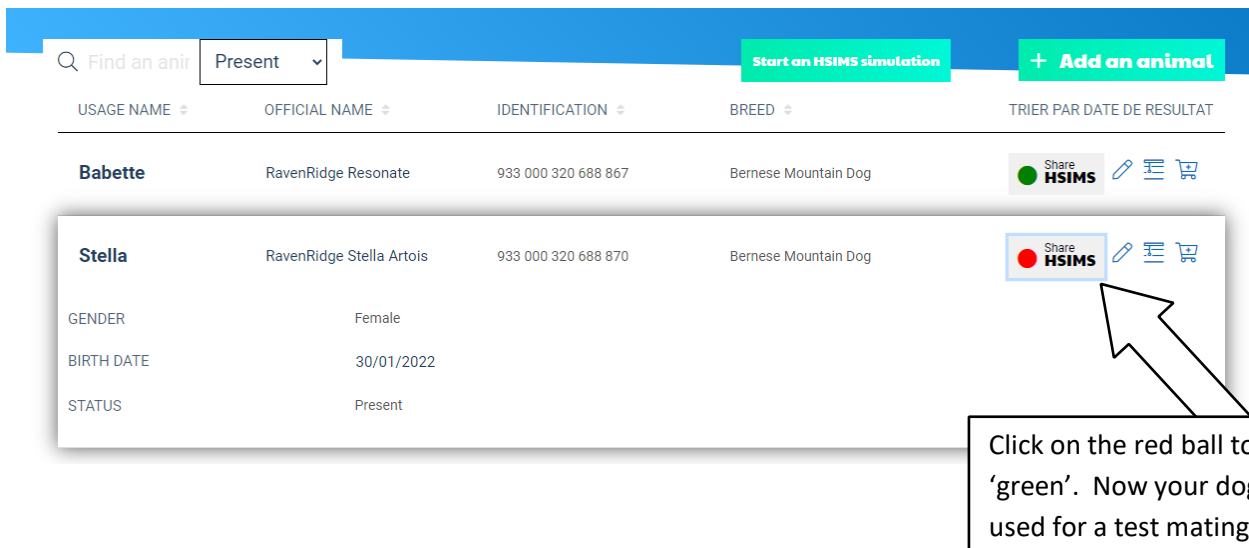 Find an anir Present Start an HSIMS simulation + Add an animal
USAGE NAME OFFICIAL NAME IDENTIFICATION BREED TRIER PAR DATE DE RESULTAT
Babette RavenRidge Resonate 933 000 320 688 867 Bernese Mountain Dog Share HSIMS
Stella RavenRidge Stella Artois 933 000 320 688 870 Bernese Mountain Dog Share HSIMS
GENDER Female
BIRTH DATE 30/01/2022
STATUS Present
Click on the red ball to
‘green’. Now your dog
used for a test mating